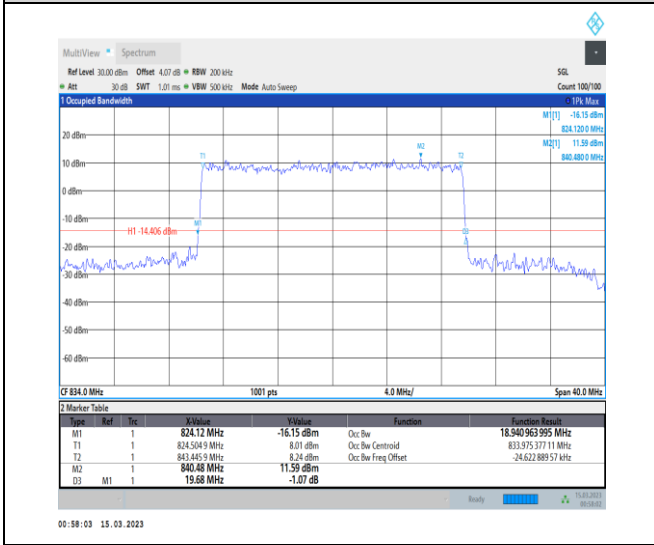 MultiView Spectrum
Ref Level 30.00 dBm Offset 4.07 dB RBW 200 kHz SGL
Att 30 dB SWT 1.01 ms VBW 500 kHz Mode Auto Sweep Count 100/100
1 Occupied Bandwidth 1Pk Max
M1[1] -16.15 dBm
824.120 0 MHz
M2[1] 11.59 dBm
840.480 0 MHz
20 dBm
M2
T1 T2
10 dBm
0 dBm
-10 dBm
M1
H1 -14.406 dBm
D3
-20 dBm
-30 dBm
-40 dBm
-50 dBm
-60 dBm
CF 834.0 MHz 1001 pts 4.0 MHz/ Span 40.0 MHz
2 Marker Table
Type Ref Trc X-Value Y-Value Function Function Result
M1 1 824.12 MHz -16.15 dBm Occ Bw 18.940 963 995 MHz
T1 1 824.504 9 MHz 8.01 dBm Occ Bw Centroid 833.975 377 11 MHz
T2 1 843.445 9 MHz 8.24 dBm Occ Bw Freq Offset -24.622 889 57 kHz
M2 1 840.48 MHz 11.59 dBm
D3 M1 1 19.68 MHz -1.07 dB
Ready 15.03.2023
00:58:02
00:58:03 15.03.2023